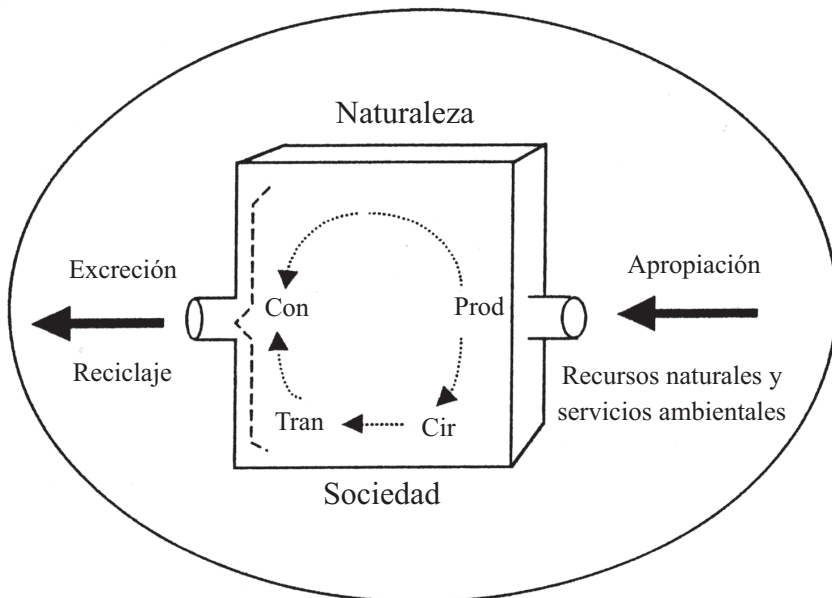 Naturaleza
Excreción
Apropiación
Con
Prod
Reciclaje
Recursos naturales y
servicios ambientales
Tran
Cir
Sociedad